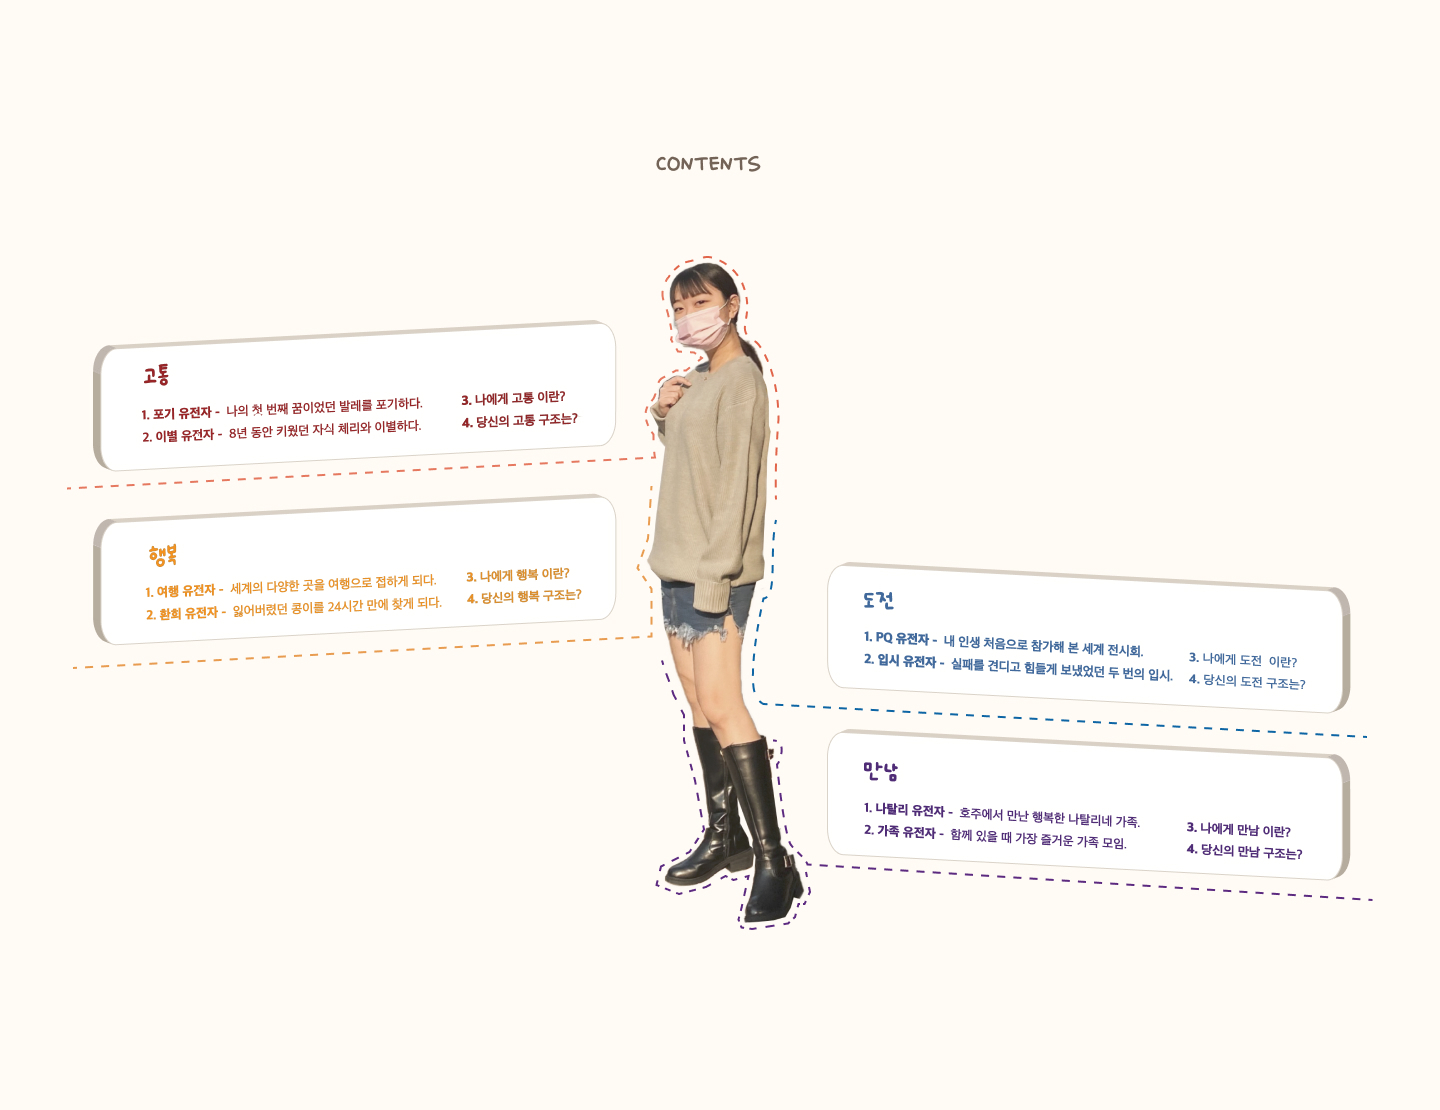 CONTENTS
고통
1. 포기 유전자 - 나의 첫 번째 꿈이었던 발레를 포기하다.
2. 이별 유전자 - 8년 동안 키웠던 자식 체리와 이별하다.
3. 나에게 고통 이란?
4. 당신의 고통 구조는?
행복
1. 여행 유전자 - 세계의 다양한 곳을 여행으로 접하게 되다.
2. 환희 유전자 - 잃어버렸던 콩이를 24시간 만에 찾게 되다.
3. 나에게 행복 이란?
4. 당신의 행복 구조는?
도전
1. PQ 유전자 - 내 인생 처음으로 참가해 본 세계 전시회.
2. 입시 유전자 - 실패를 견디고 힘들게 보냈었던 두 번의 입시.
3. 나에게 도전 이란?
4. 당신의 도전 구조는?
만남
1. 나탈리 유전자 - 호주에서 만난 행복한 나탈리네 가족.
2. 가족 유전자 - 함께 있을 때 가장 즐거운 가족 모임.
3. 나에게 만남 이란?
4. 당신의 만남 구조는?